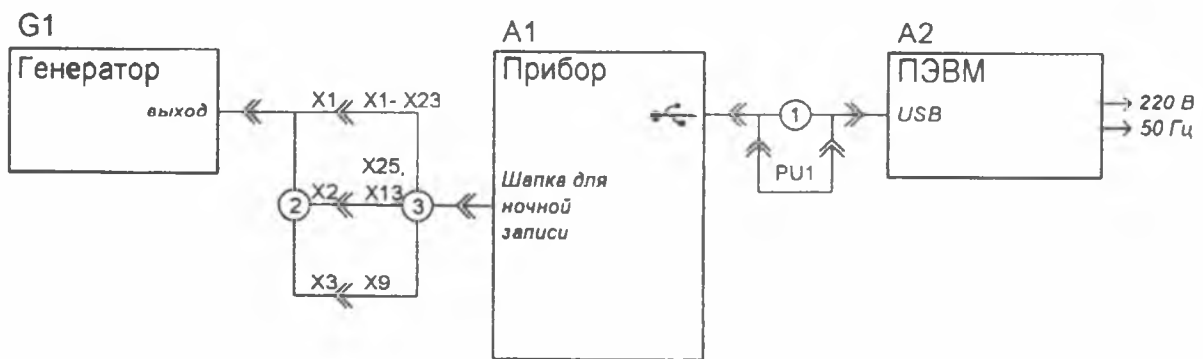 G1
Генератор
выход
X1
X1- X23
X25,
X2
X13
X3
X9
2
3
A1
Прибор
Шапка для
ночной
записи
1
PU1
A2
ПЭВМ
USB
220 В
50 Гц